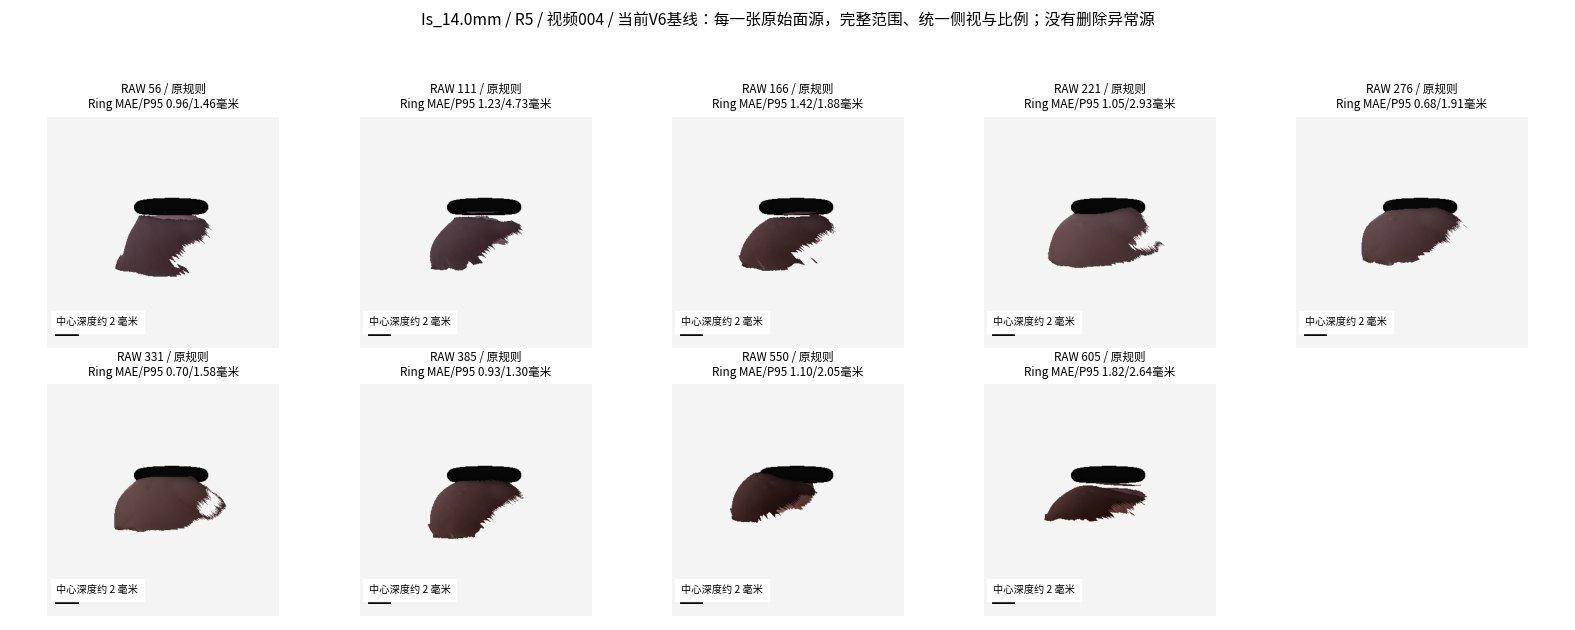 Is_14.0mm / R5 / 视频004 / 当前V6基线：每一张原始面源，完整范围、统一侧视与比例；没有删除异常源
RAW 56 / 原规则
Ring MAE/P95 0.96/1.46毫米
RAW 111 / 原规则
Ring MAE/P95 1.23/4.73毫米
RAW 166 / 原规则
Ring MAE/P95 1.42/1.88毫米
RAW 221 / 原规则
Ring MAE/P95 1.05/2.93毫米
RAW 276 / 原规则
Ring MAE/P95 0.68/1.91毫米
中心深度约 2 毫米
中心深度约 2 毫米
中心深度约 2 毫米
中心深度约 2 毫米
中心深度约 2 毫米
RAW 331 / 原规则
Ring MAE/P95 0.70/1.58毫米
RAW 385 / 原规则
Ring MAE/P95 0.93/1.30毫米
RAW 550 / 原规则
Ring MAE/P95 1.10/2.05毫米
RAW 605 / 原规则
Ring MAE/P95 1.82/2.64毫米
中心深度约 2 毫米
中心深度约 2 毫米
中心深度约 2 毫米
中心深度约 2 毫米